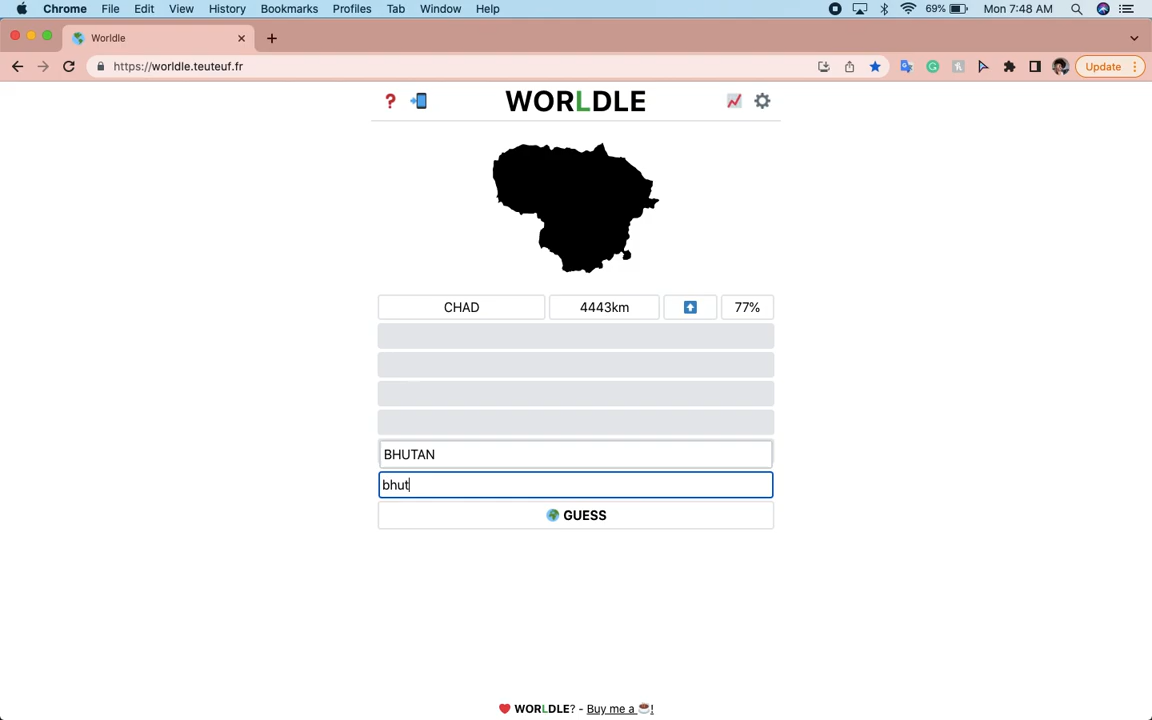 Chrome File Edit View History Bookmarks Profiles Tab Window Help 69% Mon 7:48 AM
Worldle
https://worldle.teuteuf.fr Update
WORLDLE
CHAD 4443km 77%
BHUTAN
bhut
GUESS
WORLDLE? - Buy me a !